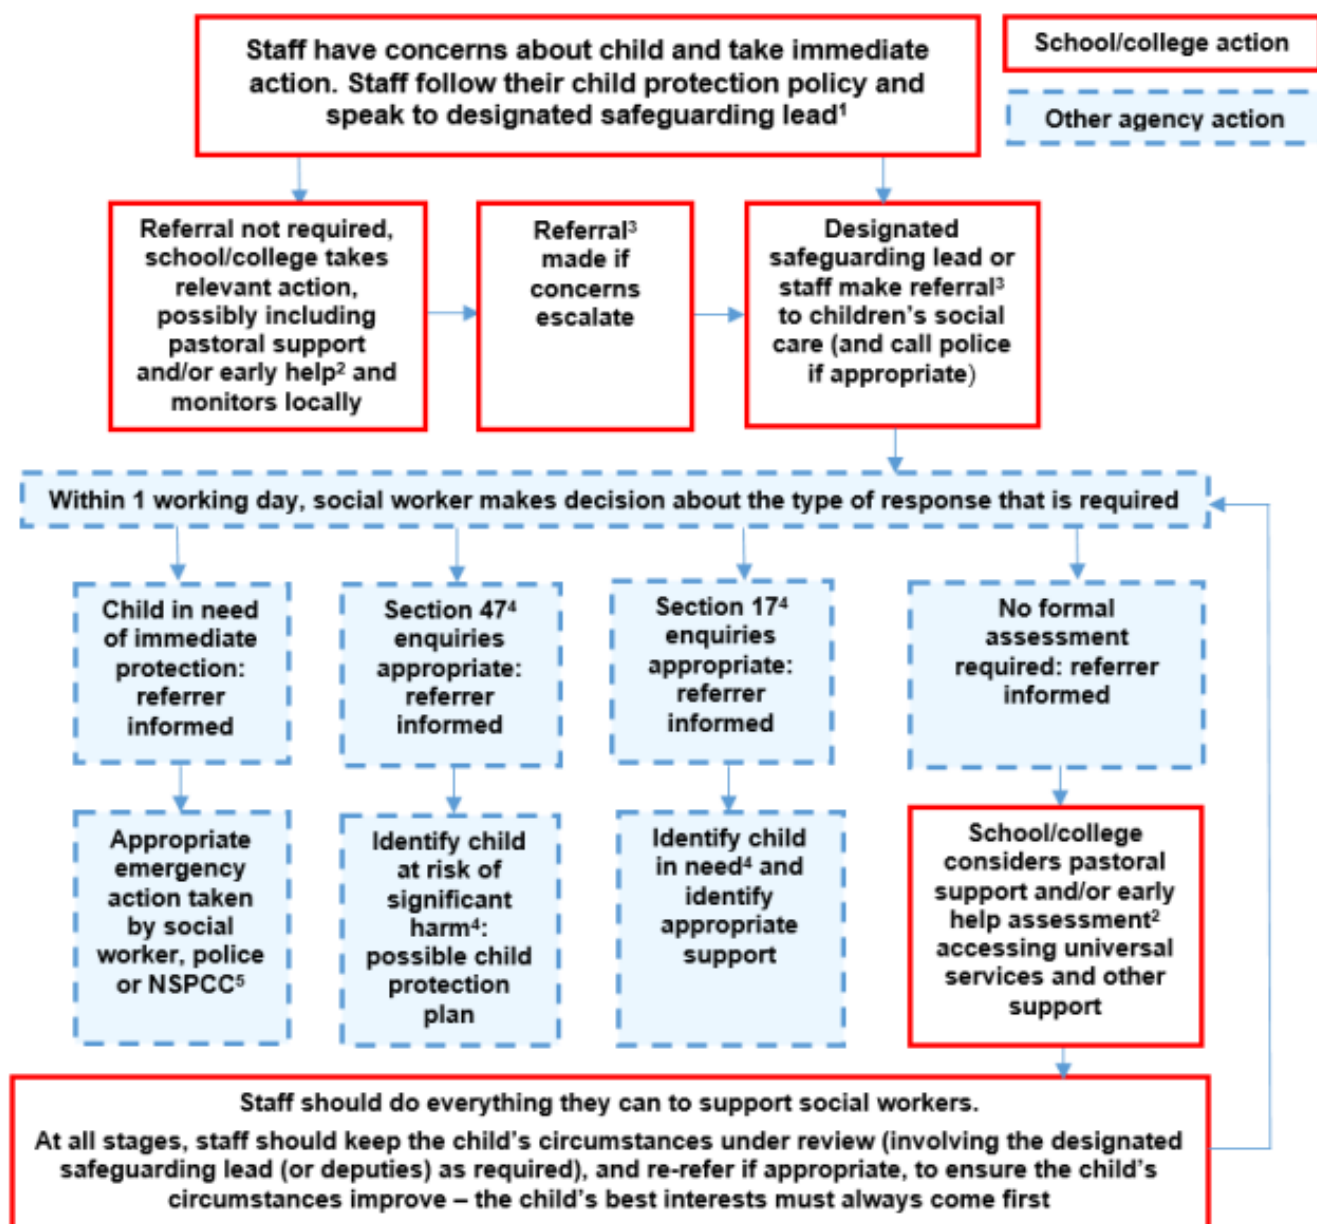 Staff have concerns about child and take immediate
action. Staff follow their child protection policy and
speak to designated safeguarding lead¹
School/college action
Other agency action
Referral not required,
school/college takes
relevant action,
possibly including
pastoral support
and/or early help² and
monitors locally
Referral³
made if
concerns
escalate
Designated
safeguarding lead or
staff make referral³
to children’s social
care (and call police
if appropriate)
Within 1 working day, social worker makes decision about the type of response that is required
Child in need
of immediate
protection:
referrer
informed
Section 47⁴
enquiries
appropriate:
referrer
informed
Section 17⁴
enquiries
appropriate:
referrer
informed
No formal
assessment
required: referrer
informed
Appropriate
emergency
action taken
by social
worker, police
or NSPCC⁵
Identify child
at risk of
significant
harm⁴:
possible child
protection
plan
Identify child
in need⁴ and
identify
appropriate
support
School/college
considers pastoral
support and/or early
help assessment²
accessing universal
services and other
support
Staff should do everything they can to support social workers.
At all stages, staff should keep the child’s circumstances under review (involving the designated
safeguarding lead (or deputies) as required), and re-refer if appropriate, to ensure the child’s
circumstances improve – the child’s best interests must always come first